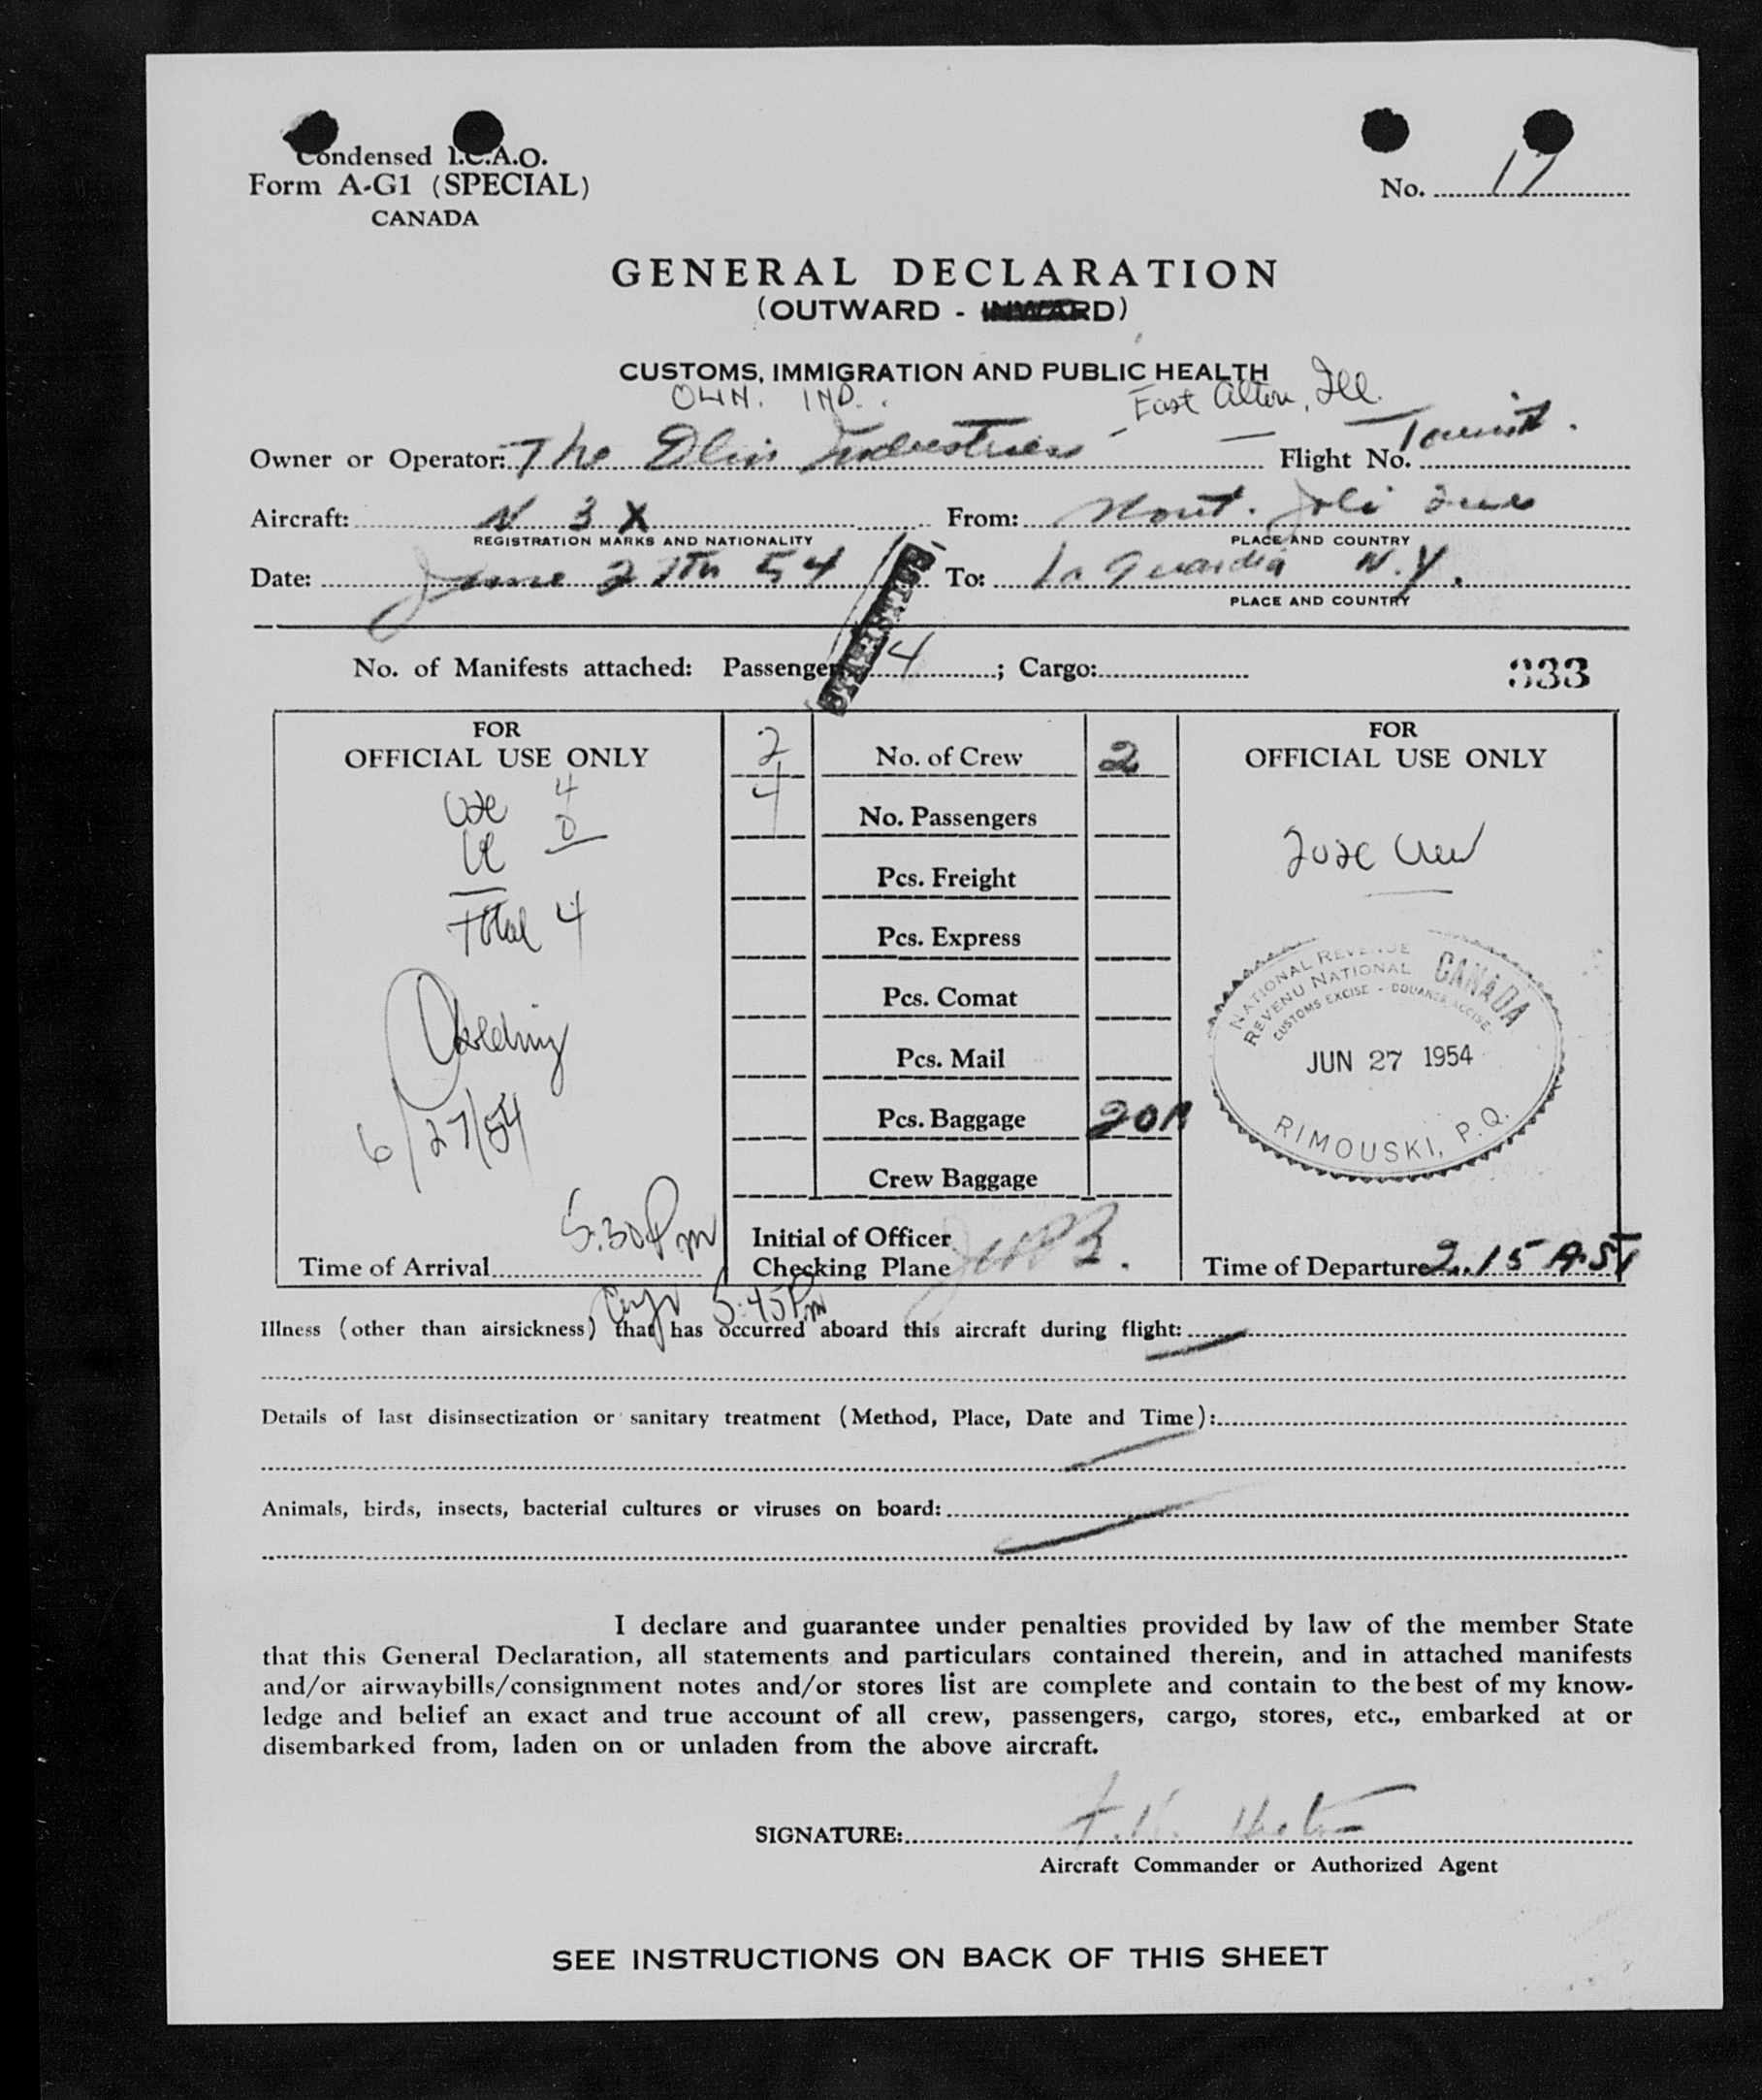 Condensed I.C.A.O.
Form A-G1 (SPECIAL)
CANADA
No. 17
GENERAL DECLARATION
(OUTWARD - INWARD)
CUSTOMS, IMMIGRATION AND PUBLIC HEALTH
OLIN. IND. East Alton, Ill.
Owner or Operator: The Olin Industries Flight No. Tourist.
Aircraft: N 3 X From: Mont. Joli Que
REGISTRATION MARKS AND NATIONALITY PLACE AND COUNTRY
Date: June 27th 54 To: La Guardia N.Y.
PLACE AND COUNTRY
STATISTICS
No. of Manifests attached: Passenger 4; Cargo:
333
FOR
OFFICIAL USE ONLY
USC 4
0
Total 4
6/27/54
5:30 Pm
Time of Arrival
2 No. of Crew 2
4 No. Passengers
Pcs. Freight
Pcs. Express
Pcs. Comat
Pcs. Mail
Pcs. Baggage
Crew Baggage
Initial of Officer
Checking Plane
FOR
OFFICIAL USE ONLY
2 USC Crew
NATIONAL REVENUE
REVENU NATIONAL
CUSTOMS EXCISE - DOUANES ACCISE
CANADA
JUN 27 1954
RIMOUSKI, P.Q.
Time of Departure 2.15 A.S.T
5:45 Pm
Illness (other than airsickness) that has occurred aboard this aircraft during flight:
Details of last disinsectization or sanitary treatment (Method, Place, Date and Time):
Animals, birds, insects, bacterial cultures or viruses on board:
I declare and guarantee under penalties provided by law of the member State
that this General Declaration, all statements and particulars contained therein, and in attached manifests
and/or airwaybills/consignment notes and/or stores list are complete and contain to the best of my know-
ledge and belief an exact and true account of all crew, passengers, cargo, stores, etc., embarked at or
disembarked from, laden on or unladen from the above aircraft.
SIGNATURE:
Aircraft Commander or Authorized Agent
SEE INSTRUCTIONS ON BACK OF THIS SHEET